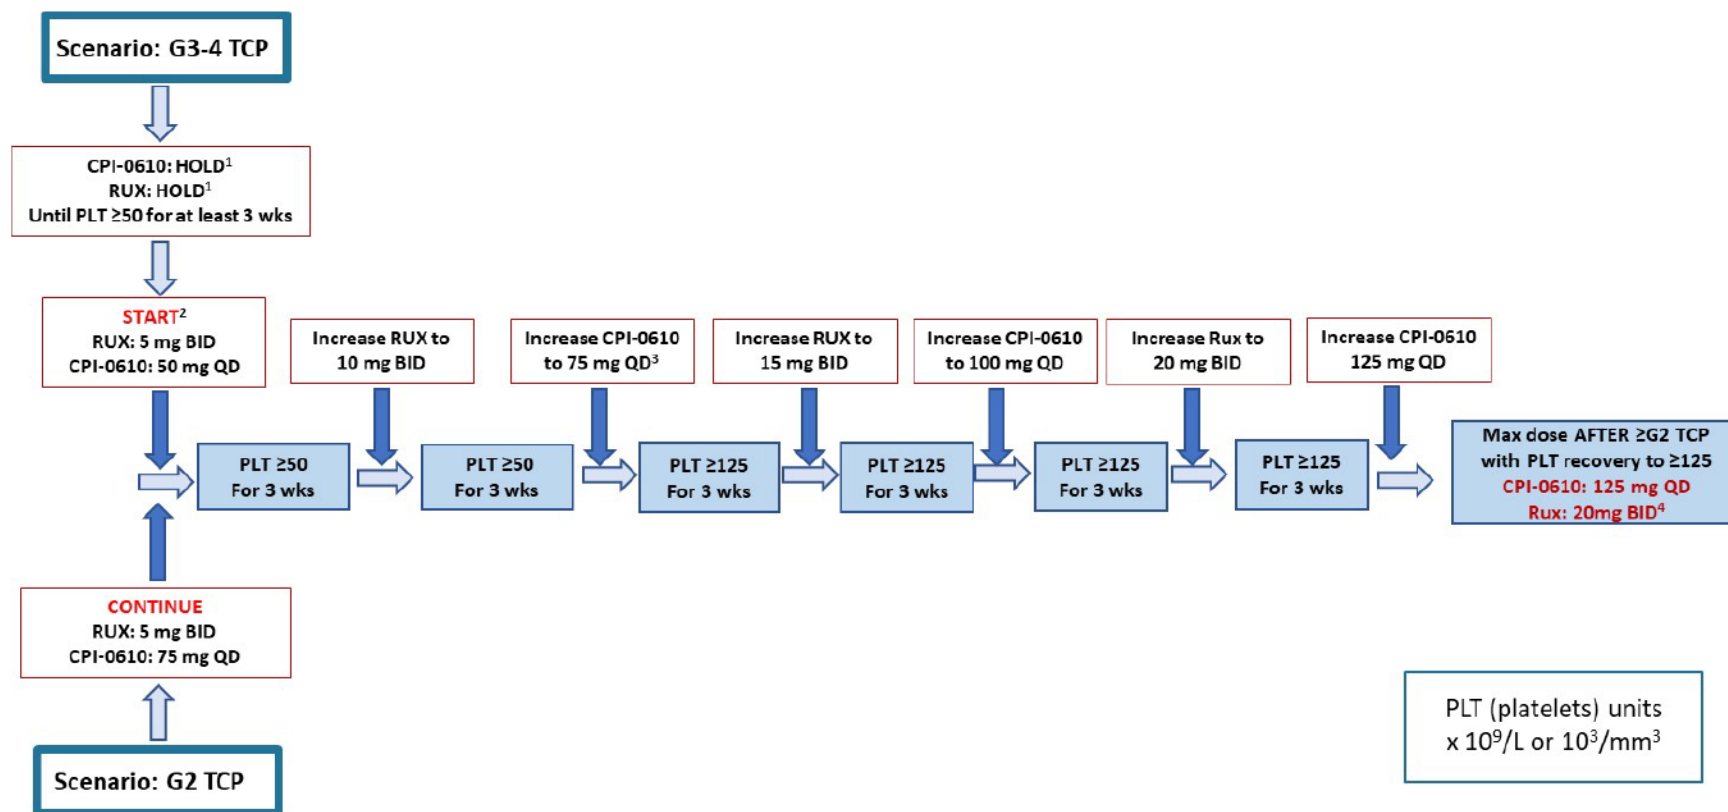 Scenario: G3-4 TCP
CPI-0610: HOLD¹
RUX: HOLD¹
Until PLT ≥50 for at least 3 wks
START²
RUX: 5 mg BID
CPI-0610: 50 mg QD
Increase RUX to
10 mg BID
Increase CPI-0610
to 75 mg QD³
Increase RUX to
15 mg BID
Increase CPI-0610
to 100 mg QD
Increase Rux to
20 mg BID
Increase CPI-0610
125 mg QD
PLT ≥50
For 3 wks
PLT ≥50
For 3 wks
PLT ≥125
For 3 wks
PLT ≥125
For 3 wks
PLT ≥125
For 3 wks
PLT ≥125
For 3 wks
Max dose AFTER ≥G2 TCP
with PLT recovery to ≥125
CPI-0610: 125 mg QD
Rux: 20mg BID⁴
CONTINUE
RUX: 5 mg BID
CPI-0610: 75 mg QD
Scenario: G2 TCP
PLT (platelets) units
x 10⁹/L or 10³/mm³